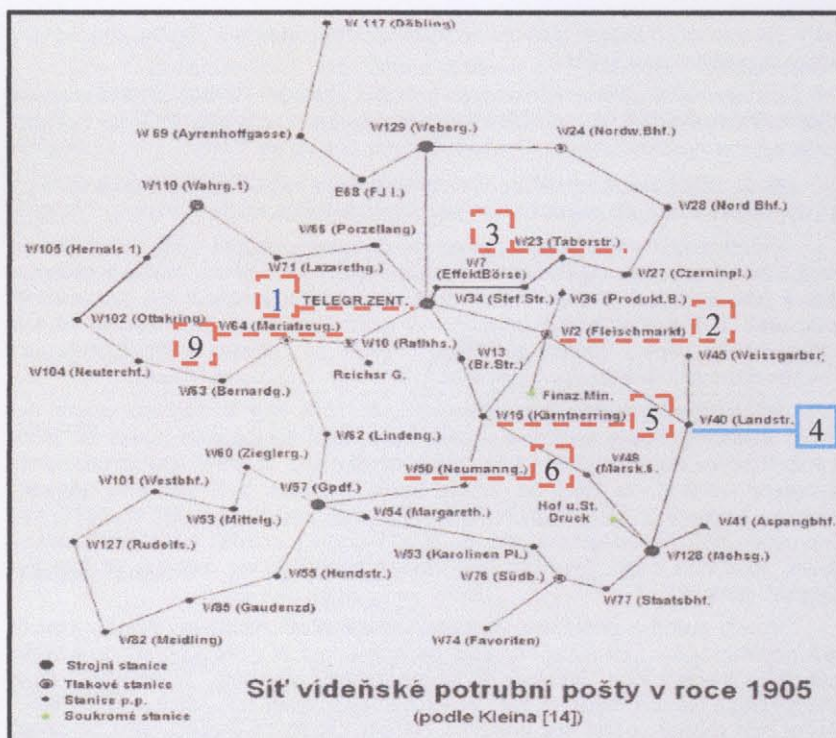 W 117 (Döbling)
W 69 (Ayrenhoffgasse)
W129 (Weberg.)
W24 (Nordw.Bhf.)
W110 (Wahrg.1)
E68 (FJ I.)
W28 (Nord Bhf.)
W66 (Porzellang)
3
W23 (Taborstr.)
W105 (Hernals 1)
W7
(EffektBörse)
W71 (Lazarethg.)
W27 (Czerninpl.)
1
TELEGR.ZENT.
W34 (Stef.Str.)
W36 (Produkt.B.)
W102 (Ottakring)
9
W64 (Mariatreug.)
W10 (Rathhs.)
W2 (Fleischmarkt)
2
W13
(Br.Str.)
W45 (Weissgarber)
W104 (Neuterchf.)
Reichsr G.
W63 (Bernardg.)
Finaz.Min.
W15 (Kärntnerring)
5
W40 (Landstr.
4
W62 (Lindeng.)
W60 (Zieglerg.)
W50 (Neumanng.)
6
W49
(Marsk.
W101 (Westbhf.)
W57 (Gpdf.)
W53 (Mittelg.)
W54 (Margareth.)
Hof u.St.
Druck
W41 (Aspangbhf.
W127 (Rudolfs.)
W53 (Karolinen Pl.)
W128 (Mohsg.)
W55 (Hundstr.)
W76 (Südb.)
W77 (Staatsbhf.
W85 (Gaudenzd)
W82 (Meidling)
W74 (Favoriten)
Strojní stanice
Tlakové stanice
Stanice p.p.
Soukromé stanice
Síť vídeňské potrubní pošty v roce 1905
(podle Kleina [14])